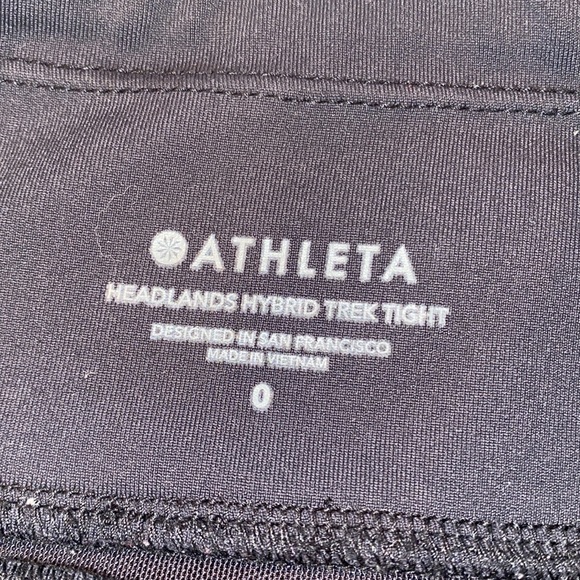 ATHLETA
HEADLANDS HYBRID TREK TIGHT
DESIGNED IN SAN FRANCISCO
MADE IN VIETNAM
0